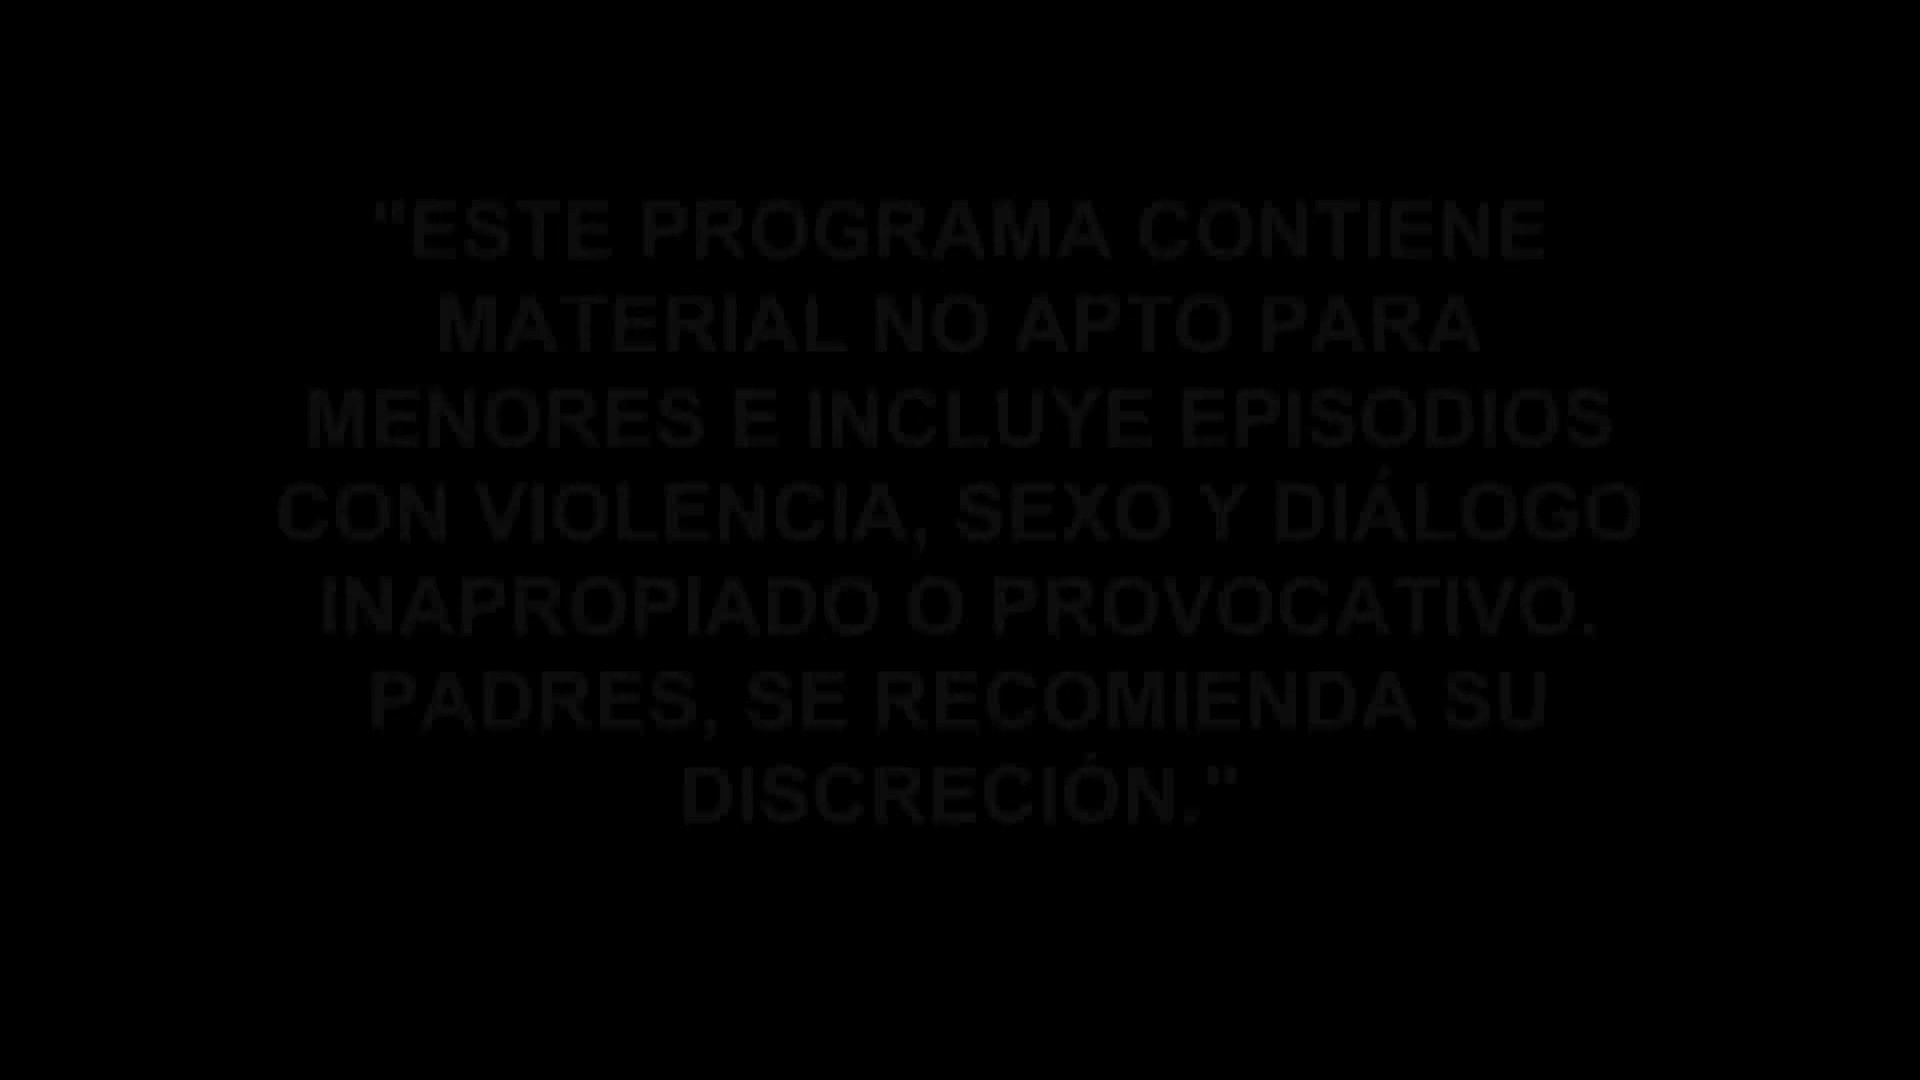 "ESTE PROGRAMA CONTIENE
MATERIAL NO APTO PARA
MENORES E INCLUYE EPISODIOS
CON VIOLENCIA, SEXO Y DIÁLOGO
INAPROPIADO O PROVOCATIVO.
PADRES, SE RECOMIENDA SU
DISCRECIÓN."